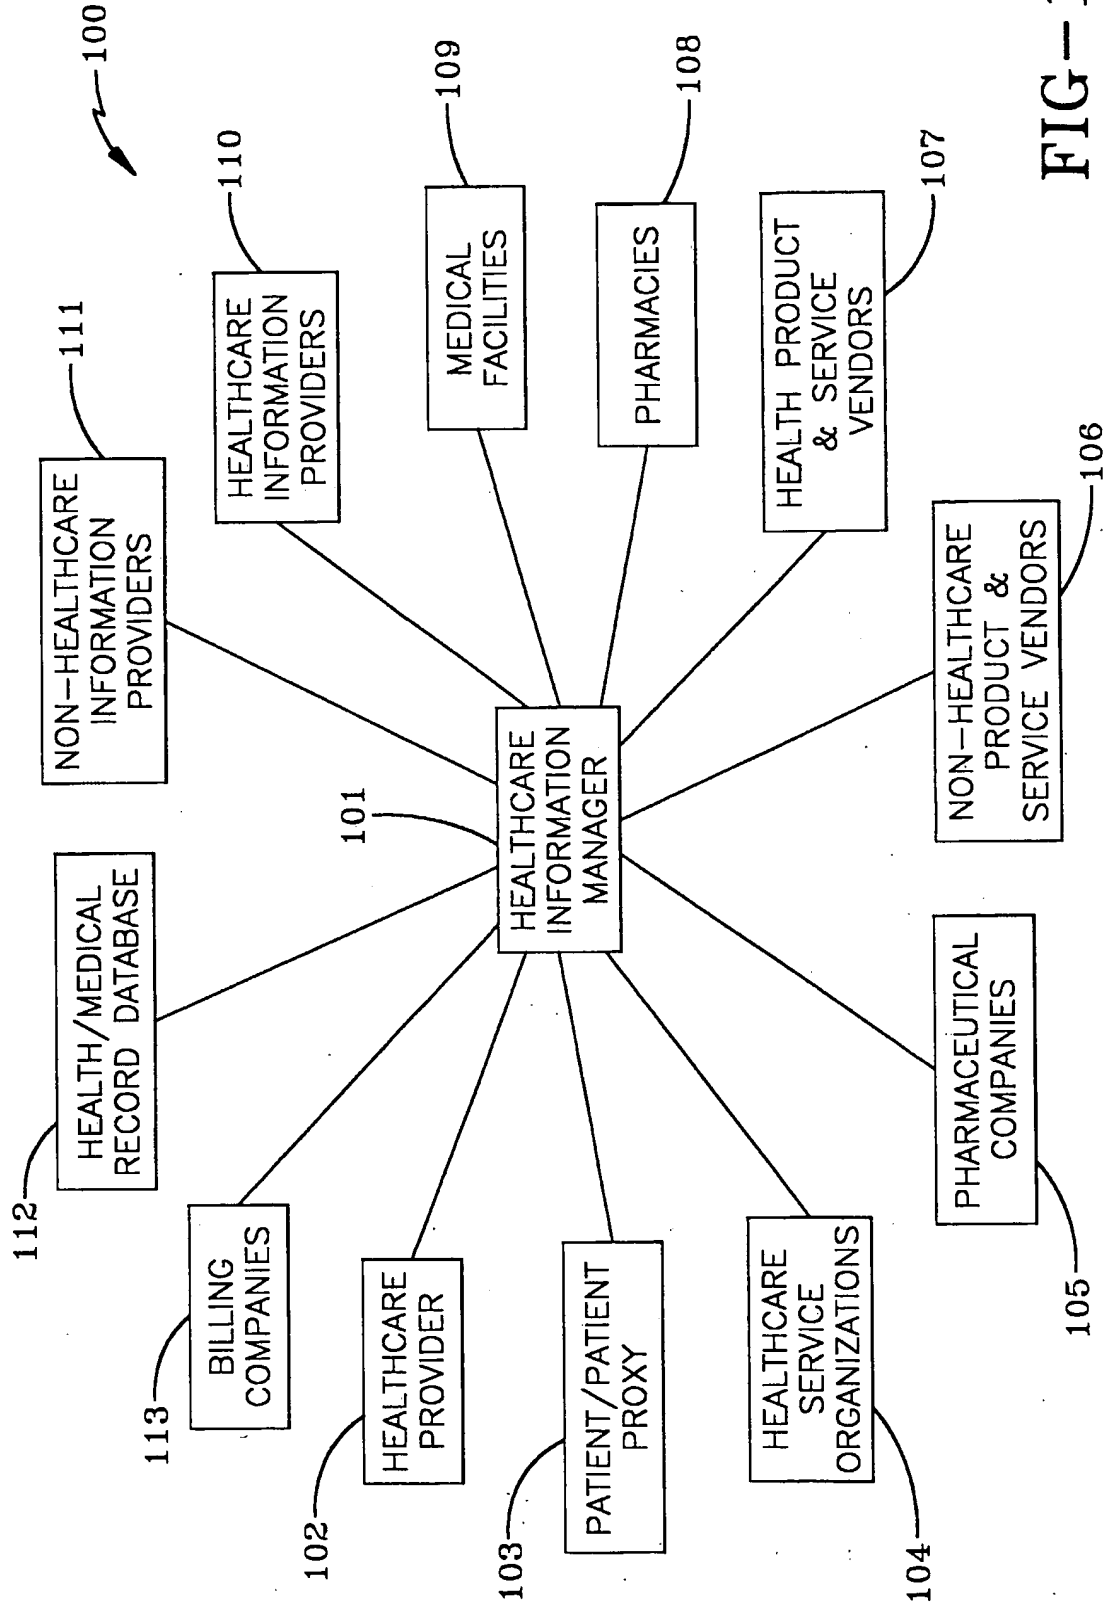 100
111
NON-HEALTHCARE
INFORMATION
PROVIDERS
110
HEALTHCARE
INFORMATION
PROVIDERS
109
MEDICAL
FACILITIES
108
PHARMACIES
107
HEALTH PRODUCT
& SERVICE
VENDORS
106
NON-HEALTHCARE
PRODUCT &
SERVICE VENDORS
105
PHARMACEUTICAL
COMPANIES
104
HEALTHCARE
SERVICE
ORGANIZATIONS
103
PATIENT/PATIENT
PROXY
102
HEALTHCARE
PROVIDER
113
BILLING
COMPANIES
112
HEALTH/MEDICAL
RECORD DATABASE
101
HEALTHCARE
INFORMATION
MANAGER
FIG-